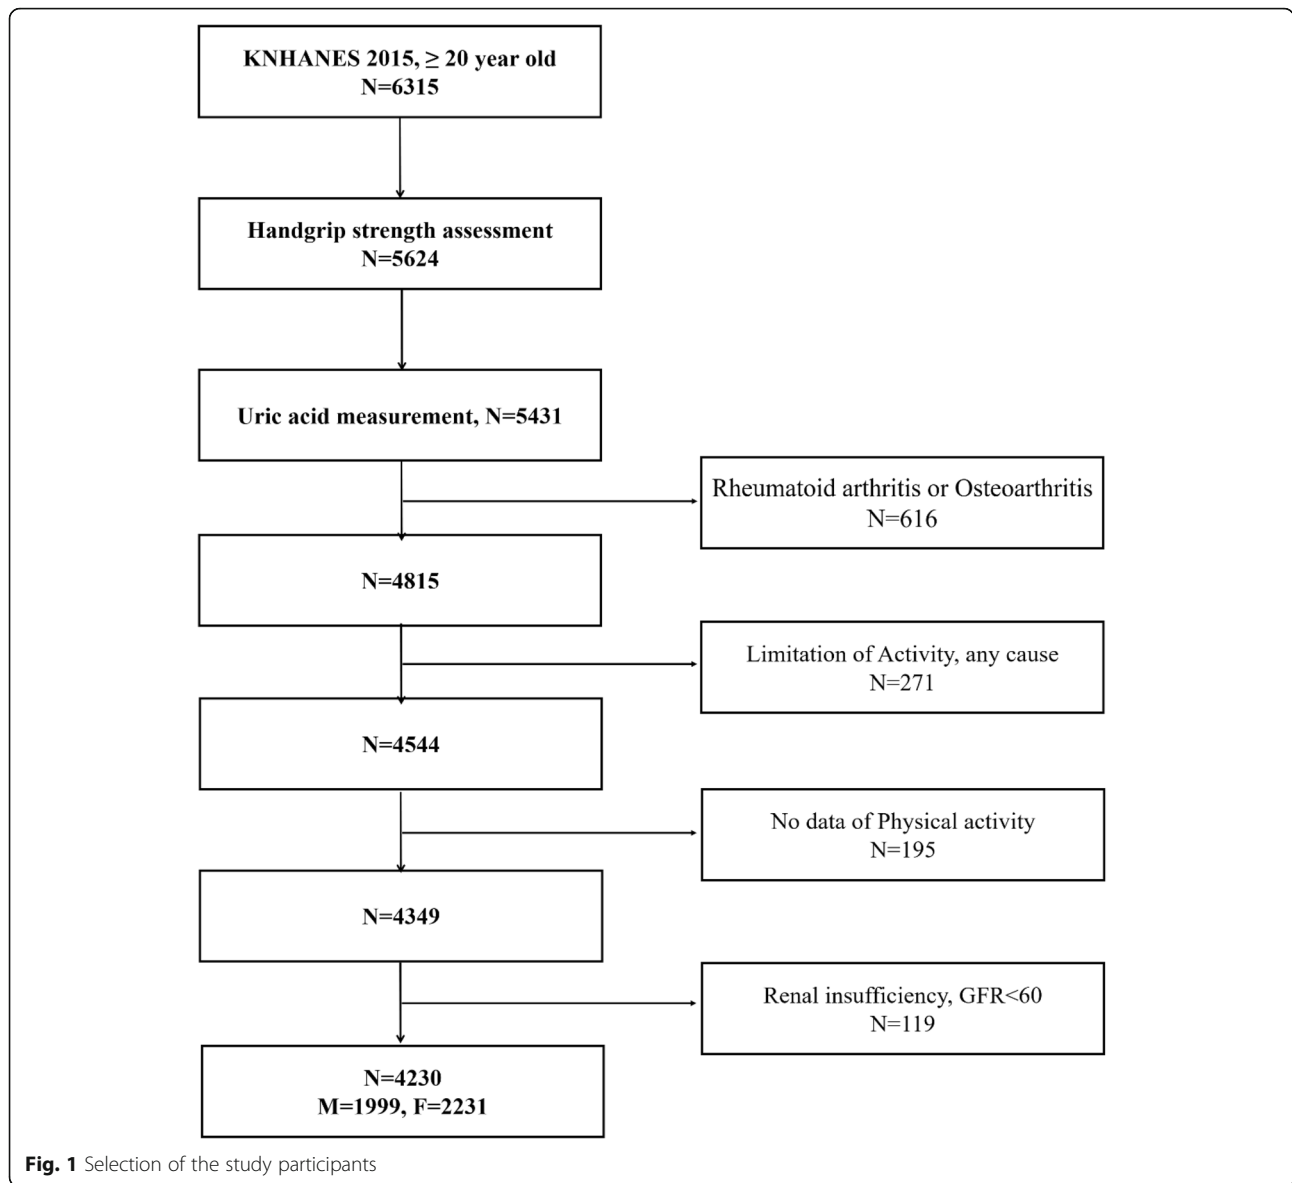 KNHANES 2015, ≥ 20 year old
N=6315
Handgrip strength assessment
N=5624
Uric acid measurement, N=5431
Rheumatoid arthritis or Osteoarthritis
N=616
N=4815
Limitation of Activity, any cause
N=271
N=4544
No data of Physical activity
N=195
N=4349
Renal insufficiency, GFR<60
N=119
N=4230
M=1999, F=2231
Fig. 1 Selection of the study participants